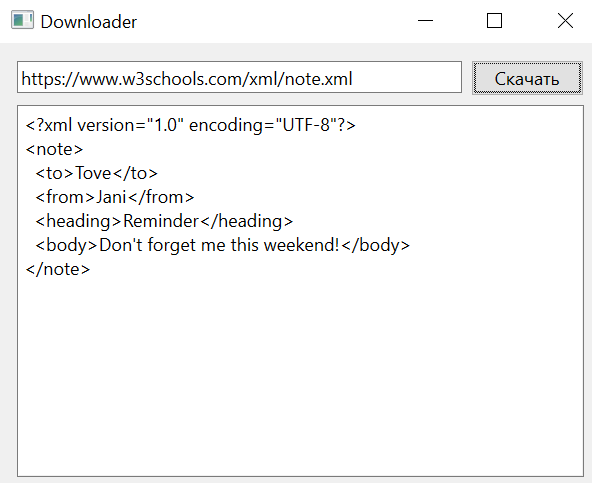 Downloader
https://www.w3schools.com/xml/note.xml Скачать
<?xml version="1.0" encoding="UTF-8"?>
<note>
  <to>Tove</to>
  <from>Jani</from>
  <heading>Reminder</heading>
  <body>Don't forget me this weekend!</body>
</note>